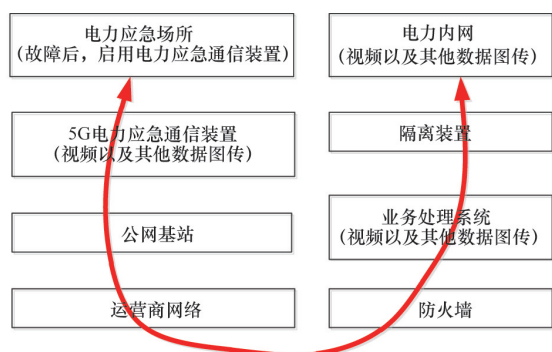 电力应急场所
(故障后，启用电力应急通信装置)
5G电力应急通信装置
(视频以及其他数据图传)
公网基站
运营商网络
电力内网
(视频以及其他数据图传)
隔离装置
业务处理系统
(视频以及其他数据图传)
防火墙